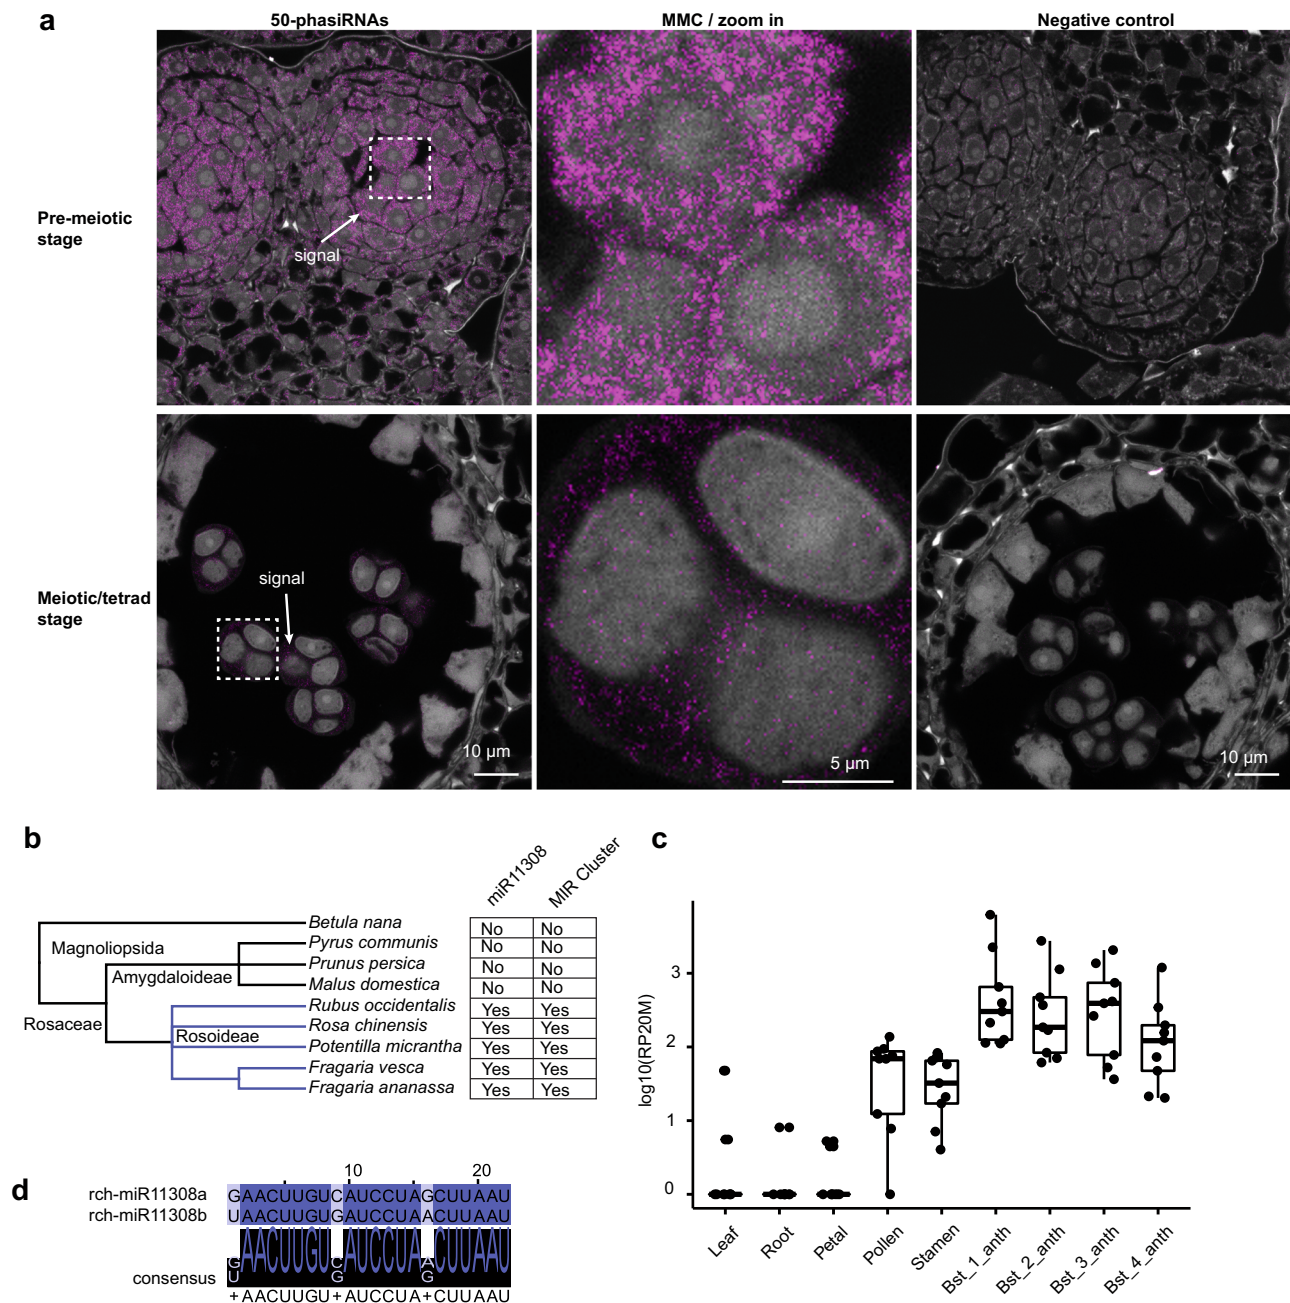 a
50-phasiRNAs
MMC / zoom in
Negative control
Pre-meiotic
stage
signal
Meiotic/tetrad
stage
signal
10 µm
5 µm
10 µm
b
miR11308
MIR Cluster
Magnoliopsida
Amygdaloideae
Rosaceae
Rosoideae
Betula nana No No
Pyrus communis No No
Prunus persica No No
Malus domestica No No
Rubus occidentalis Yes Yes
Rosa chinensis Yes Yes
Potentilla micrantha Yes Yes
Fragaria vesca Yes Yes
Fragaria ananassa Yes Yes
c
log10(RP20M)
3
2
1
0
Leaf
Root
Petal
Pollen
Stamen
Bst_1_anth
Bst_2_anth
Bst_3_anth
Bst_4_anth
d
10 20
rch-miR11308a GAACUUGUCAUCCUAGCUUAAU
rch-miR11308b UAACUUGUGAUCCUAACUUAAU
GAACUUGUCAUCCUAACUUAAU
U G G
consensus
+AACUUGU+AUCCUA+CUUAAU